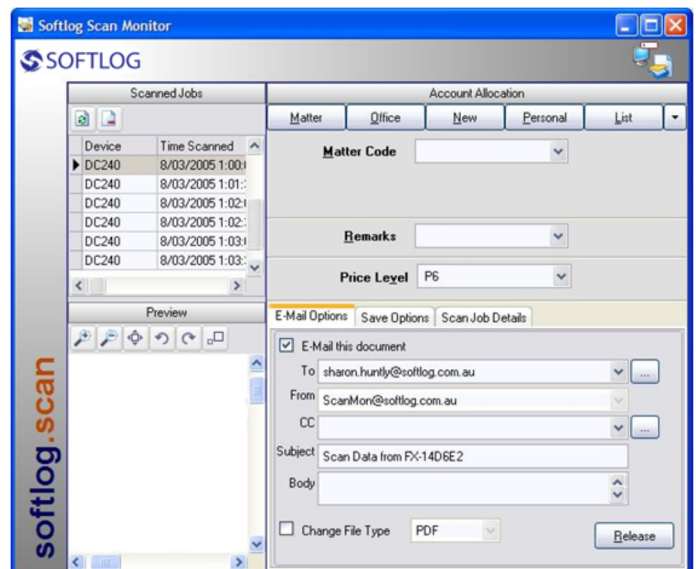 Softlog Scan Monitor
SOFTLOG
Scanned Jobs
Account Allocation
Matter Office New Personal List
Device Time Scanned
DC240 8/03/2005 1:00:
DC240 8/03/2005 1:01:
DC240 8/03/2005 1:02:
DC240 8/03/2005 1:02:
DC240 8/03/2005 1:03:
DC240 8/03/2005 1:03:
Matter Code
Remarks
Price Level P6
Preview
E-Mail Options Save Options Scan Job Details
E-Mail this document
To sharon.huntly@softlog.com.au ...
From ScanMon@softlog.com.au
CC ...
Subject Scan Data from FX-14D6E2
Body
Change File Type PDF Release
softlog.scan